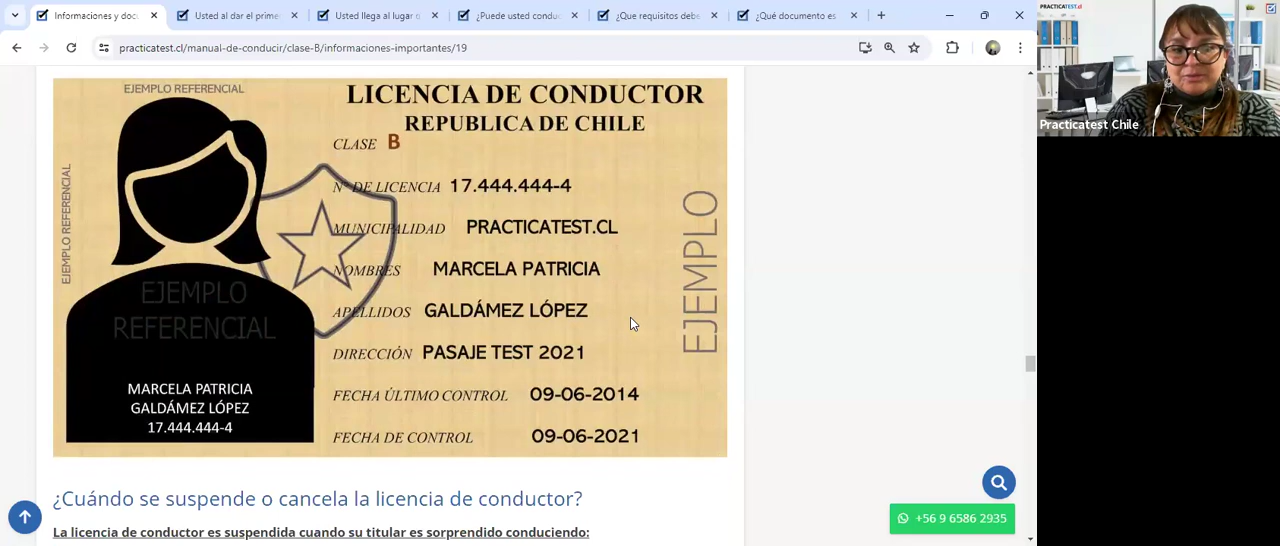 Informaciones y doc
Usted al dar el primer
Si usted llega al lugar d
¿Puede usted conduc
¿Que requisitos debe
¿Qué documento es
practicatest.cl/manual-de-conducir/clase-B/informaciones-importantes/19
PRACTICATEST.cl
Practicatest Chile
EJEMPLO REFERENCIAL
EJEMPLO REFERENCIAL
LICENCIA DE CONDUCTOR
REPUBLICA DE CHILE
CLASE B
N° DE LICENCIA 17.444.444-4
MUNICIPALIDAD PRACTICATEST.CL
NOMBRES MARCELA PATRICIA
APELLIDOS GALDÁMEZ LÓPEZ
DIRECCIÓN PASAJE TEST 2021
FECHA ÚLTIMO CONTROL 09-06-2014
FECHA DE CONTROL 09-06-2021
EJEMPLO
EJEMPLO
REFERENCIAL
MARCELA PATRICIA
GALDÁMEZ LÓPEZ
17.444.444-4
¿Cuándo se suspende o cancela la licencia de conductor?
La licencia de conductor es suspendida cuando su titular es sorprendido conduciendo:
+56 9 6586 2935